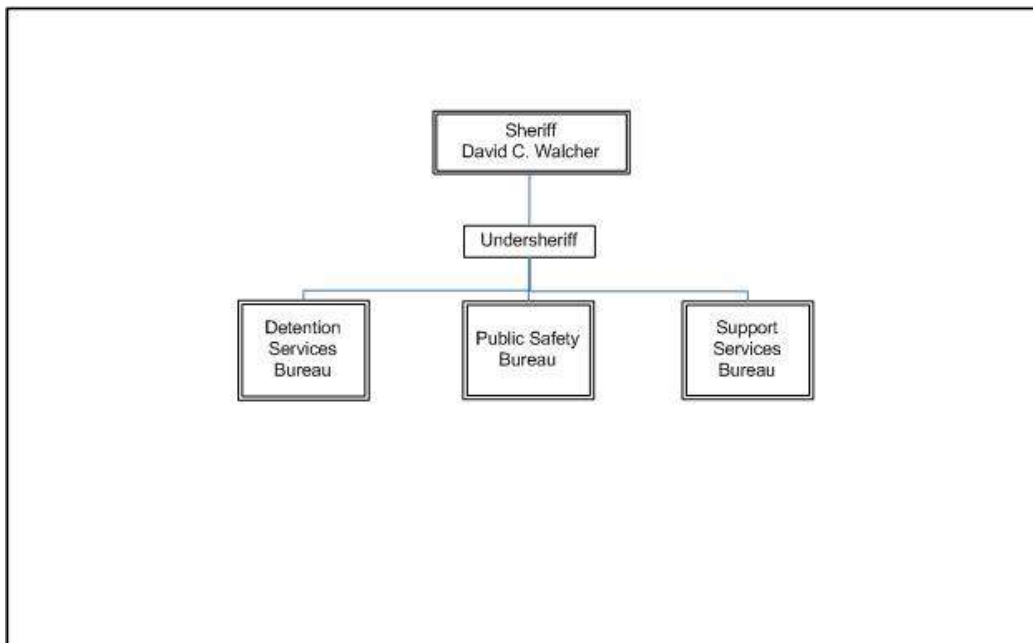 Sheriff
David C. Walcher
Undersheriff
Detention
Services
Bureau
Public Safety
Bureau
Support
Services
Bureau